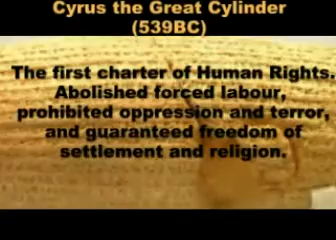 Cyrus the Great Cylinder
(539BC)
The first charter of Human Rights.
Abolished forced labour,
prohibited oppression and terror,
and guaranteed freedom of
settlement and religion.